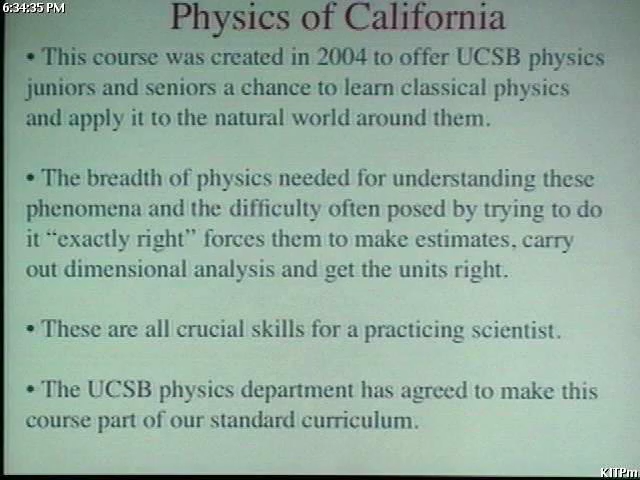 6:34:35 PM
Physics of California
• This course was created in 2004 to offer UCSB physics
juniors and seniors a chance to learn classical physics
and apply it to the natural world around them.
• The breadth of physics needed for understanding these
phenomena and the difficulty often posed by trying to do
it “exactly right” forces them to make estimates, carry
out dimensional analysis and get the units right.
• These are all crucial skills for a practicing scientist.
• The UCSB physics department has agreed to make this
course part of our standard curriculum.
KITPm